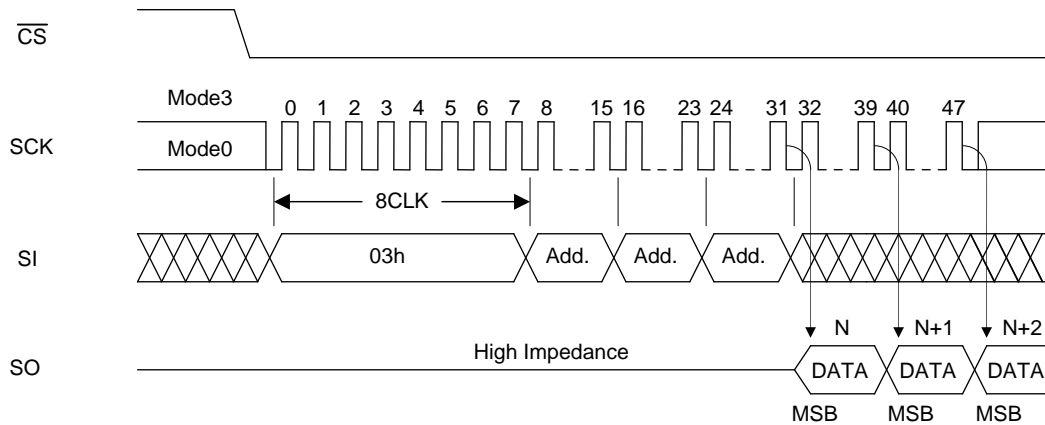 CS
Mode3
0 1 2 3 4 5 6 7 8 15 16 23 24 31 32 39 40 47
SCK
Mode0
8CLK
SI
03h Add. Add. Add.
N N+1 N+2
High Impedance
SO
DATA DATA DATA
MSB MSB MSB